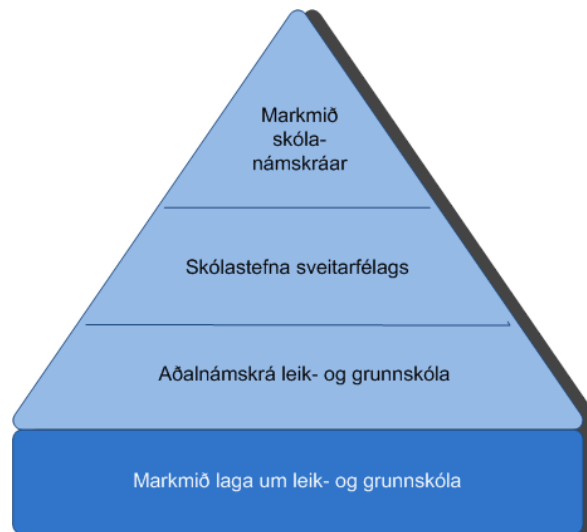 Markmið
skóla-
námskráar
Skólastefna sveitarfélags
Aðalnámskrá leik- og grunnskóla
Markmið laga um leik- og grunnskóla